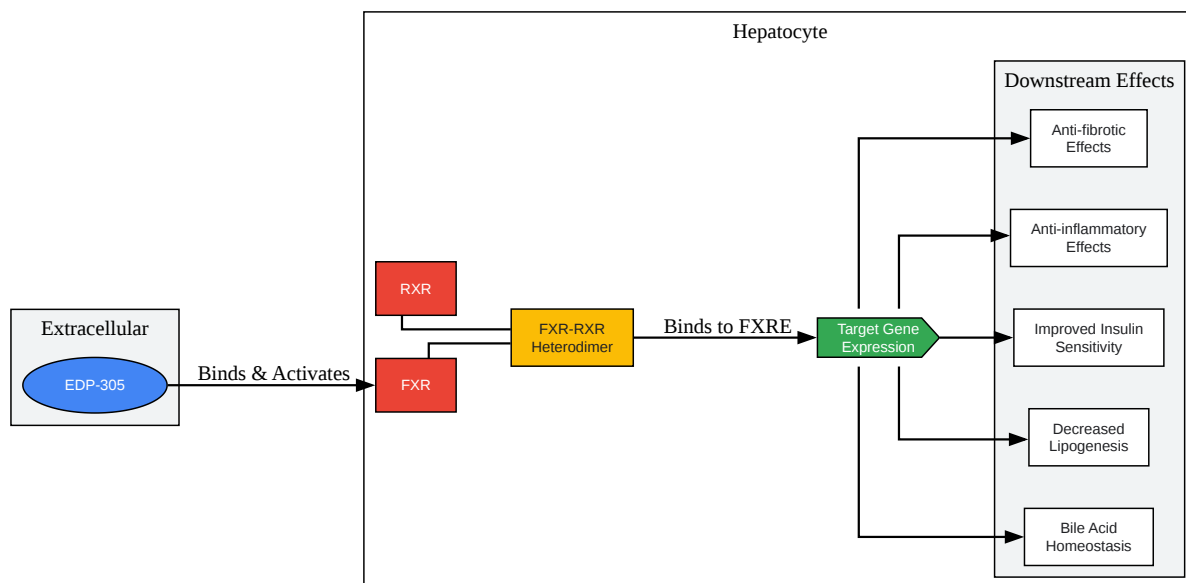 Hepatocyte
Downstream Effects
Anti-fibrotic
Effects
Anti-inflammatory
Effects
RXR
Extracellular
FXR-RXR
Heterodimer
Binds to FXRE
Target Gene
Expression
Improved Insulin
Sensitivity
EDP-305
Binds & Activates
FXR
Decreased
Lipogenesis
Bile Acid
Homeostasis